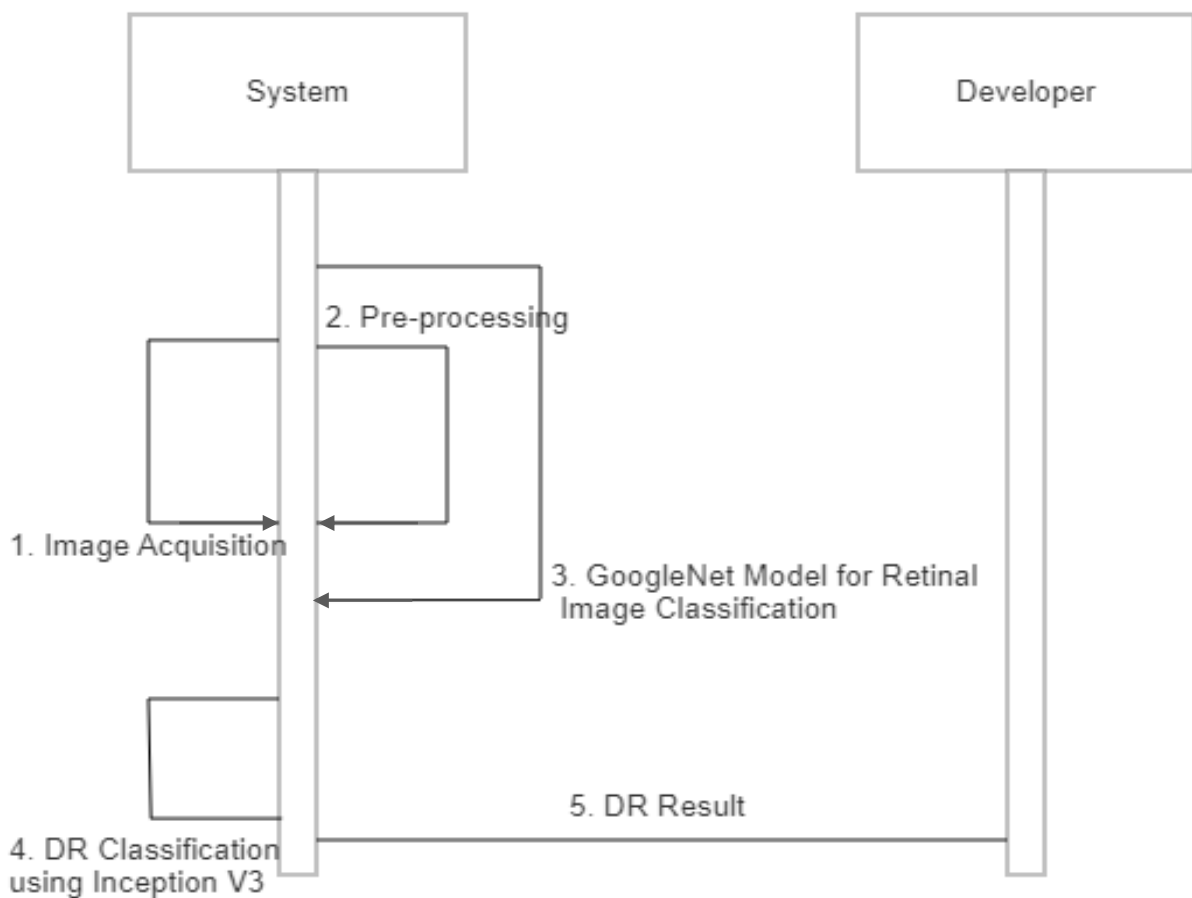 System
Developer
2. Pre-processing
1. Image Acquisition
3. GoogleNet Model for Retinal
Image Classification
5. DR Result
4. DR Classification
using Inception V3